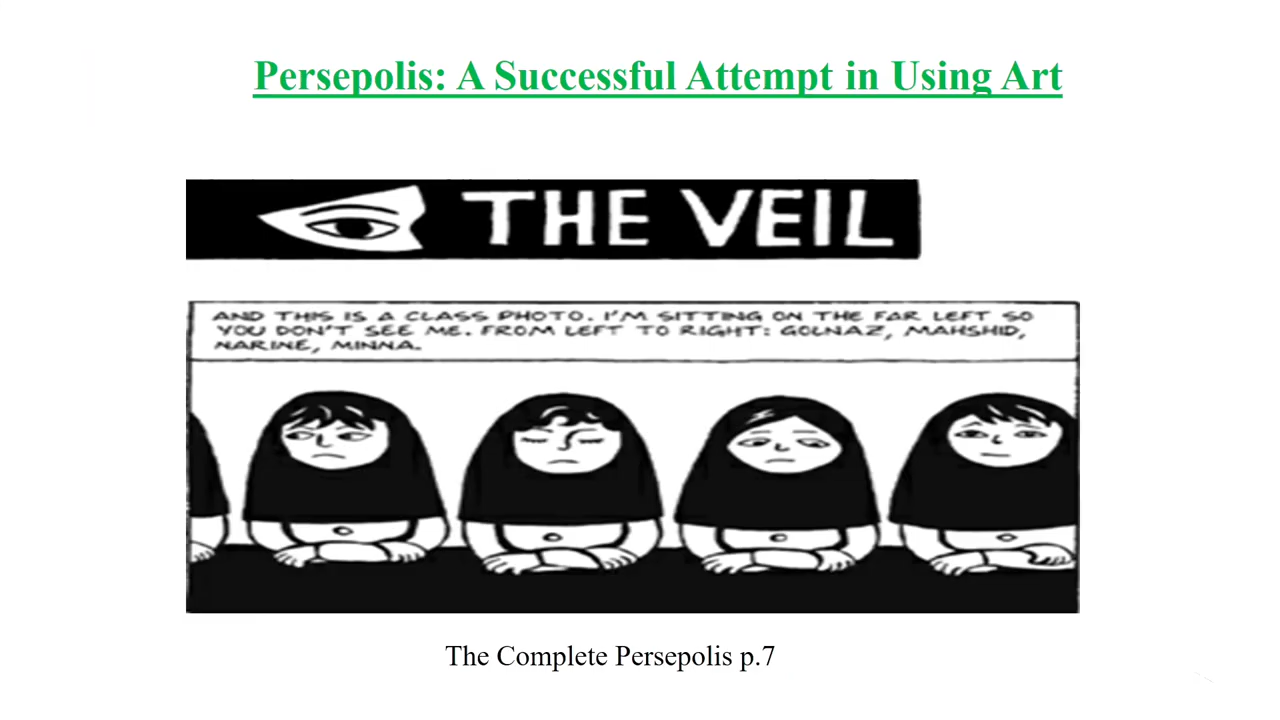 Persepolis: A Successful Attempt in Using Art
THE VEIL
AND THIS IS A CLASS PHOTO. I'M SITTING ON THE FAR LEFT SO
YOU DON'T SEE ME. FROM LEFT TO RIGHT: GOLNAZ, MAHSHID,
NARINE, MINNA.
The Complete Persepolis p.7